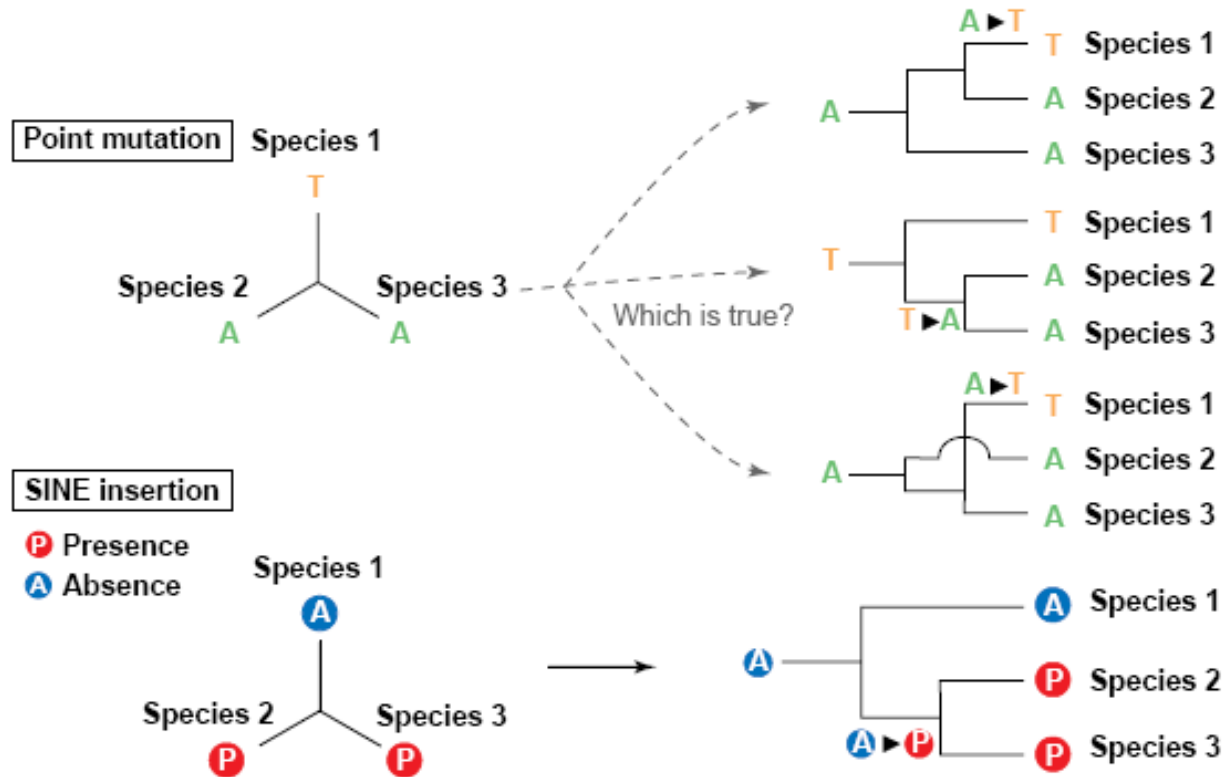 A ▶ T
T Species 1
A Species 2
A
A Species 3
Point mutation
Species 1
T
Species 2
Species 3
A
A
Which is true?
T Species 1
T
A Species 2
T ▶ A
A Species 3
A ▶ T
T Species 1
A Species 2
A
A Species 3
SINE insertion
P Presence
A Absence
Species 1
A
Species 2
Species 3
P
P
A Species 1
A
P Species 2
A ▶ P
P Species 3